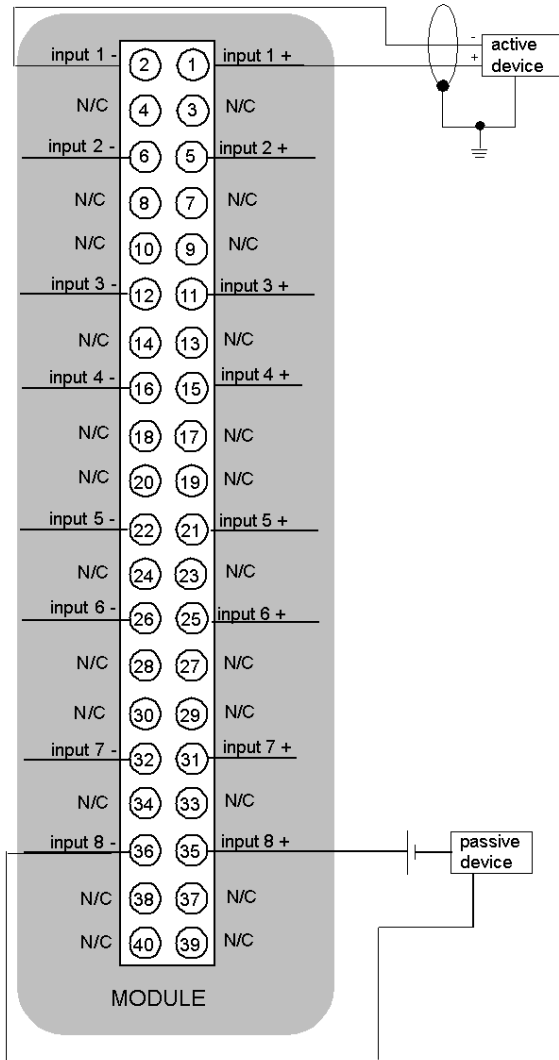 input 1 - 2 1 input 1 + - active
+ device
N/C 4 3 N/C
input 2 - 6 5 input 2 +
N/C 8 7 N/C
N/C 10 9 N/C
input 3 - 12 11 input 3 +
N/C 14 13 N/C
input 4 - 16 15 input 4 +
N/C 18 17 N/C
N/C 20 19 N/C
input 5 - 22 21 input 5 +
N/C 24 23 N/C
input 6 - 26 25 input 6 +
N/C 28 27 N/C
N/C 30 29 N/C
input 7 - 32 31 input 7 +
N/C 34 33 N/C
input 8 - 36 35 input 8 + passive
device
N/C 38 37 N/C
N/C 40 39 N/C
MODULE